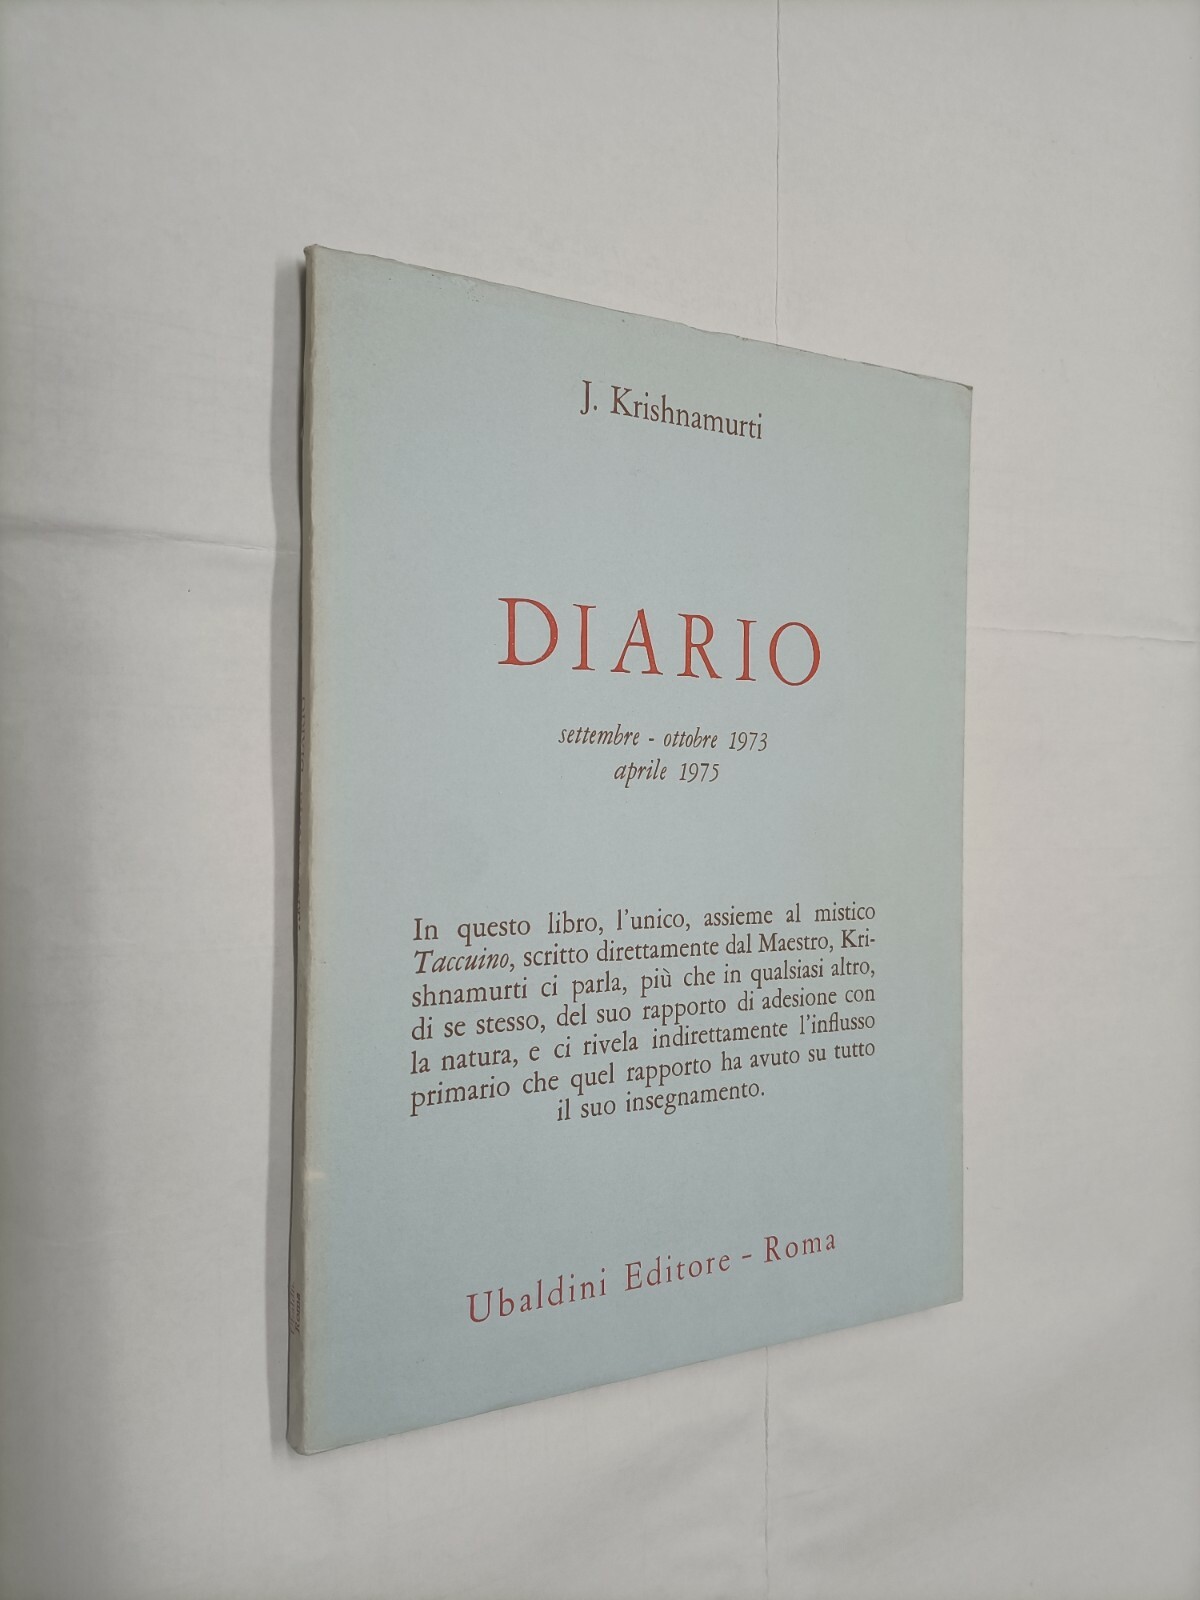 J. Krishnamurti
DIARIO
settembre - ottobre 1973
aprile 1975
In questo libro, l'unico, assieme al mistico
Taccuino, scritto direttamente dal Maestro, Kri-
shnamurti ci parla, più che in qualsiasi altro,
di se stesso, del suo rapporto di adesione con
la natura, e ci rivela indirettamente l'influsso
primario che quel rapporto ha avuto su tutto
il suo insegnamento.
Ubaldini Editore - Roma
Roma